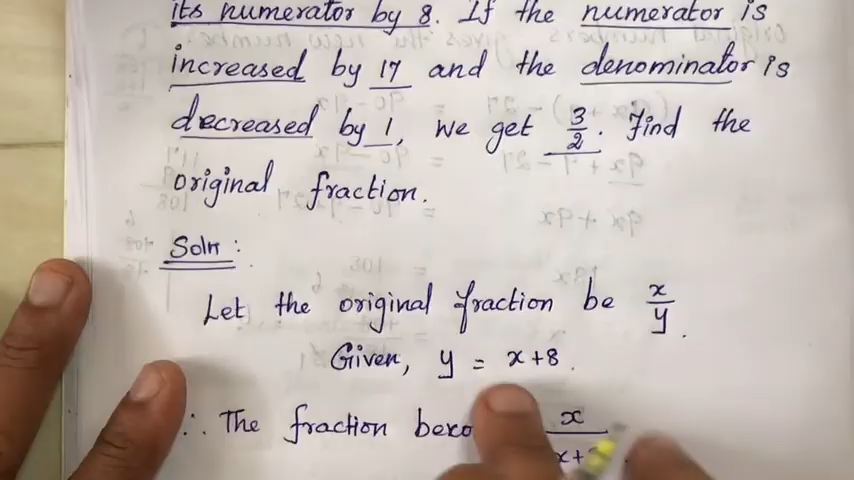 its numerator by 8. If the numerator is
increased by 17 and the denominator is
decreased by 1, we get 3/2. Find the
original fraction.
Soln:
Let the original fraction be x/y.
Given, y = x+8.
∴ The fraction x
x+